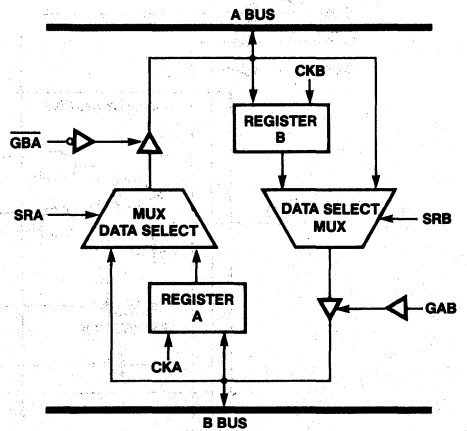 A BUS
CKB
REGISTER
B
GBA
SRA
MUX
DATA SELECT
DATA SELECT
MUX
SRB
REGISTER
A
GAB
CKA
B BUS